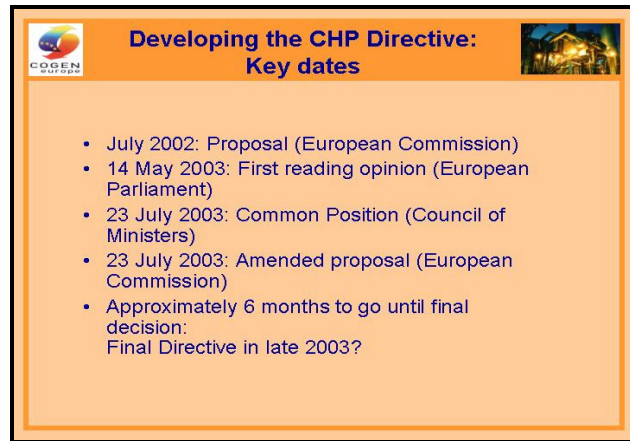 Developing the CHP Directive:
Key dates
COGEN
europe
• July 2002: Proposal (European Commission)
• 14 May 2003: First reading opinion (European
Parliament)
• 23 July 2003: Common Position (Council of
Ministers)
• 23 July 2003: Amended proposal (European
Commission)
• Approximately 6 months to go until final
decision:
Final Directive in late 2003?